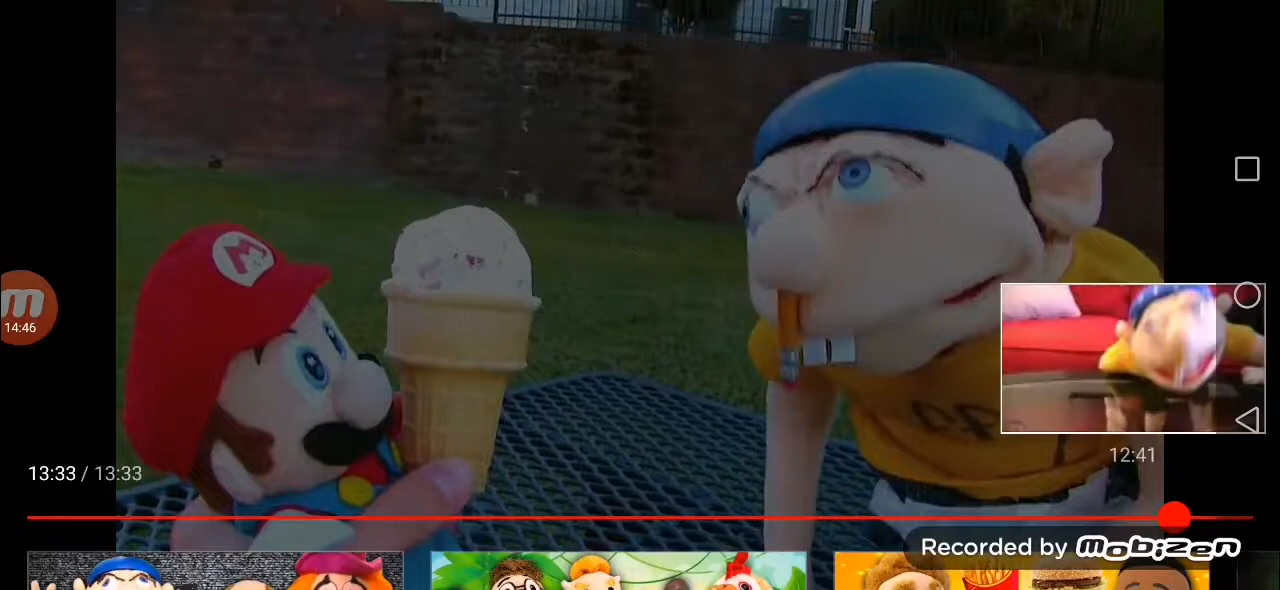 M
m
14:46
13:33 / 13:33
12:41
Recorded by mobizen